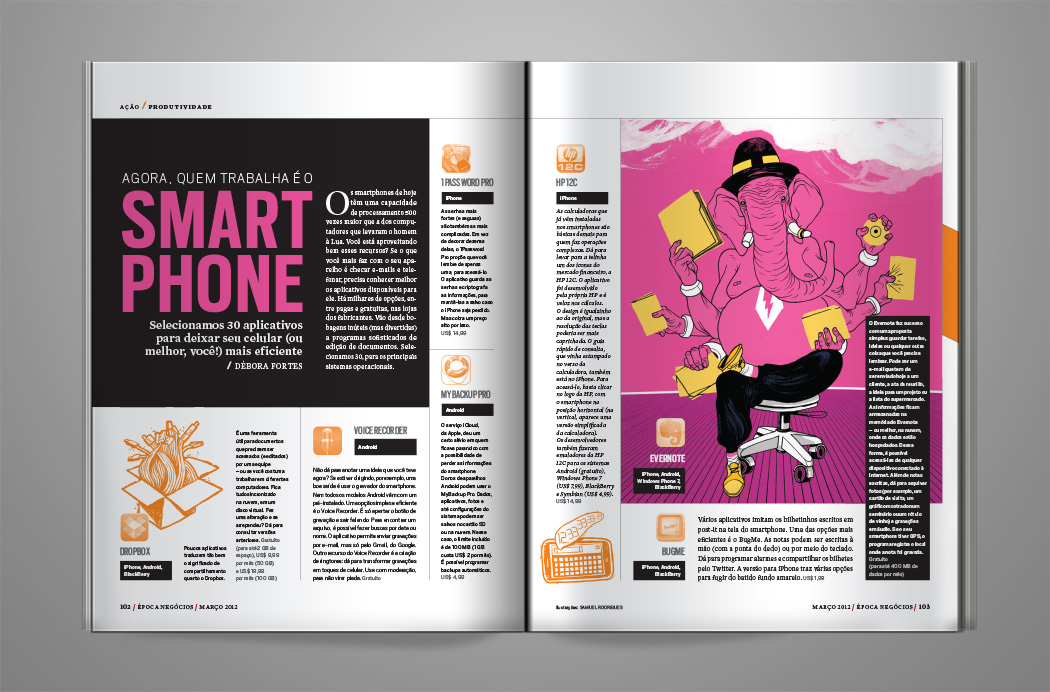 AÇÃO / PRODUTIVIDADE
AGORA, QUEM TRABALHA É O
SMART
PHONE
Selecionamos 30 aplicativos
para deixar seu celular (ou
melhor, você!) mais eficiente
/ DÉBORA FORTES
Os smartphones de hoje
têm uma capacidade
de processamento 500
vezes maior que a dos compu-
tadores que levaram o homem
à Lua. Você está aproveitando
bem esses recursos? Se o que
você mais faz com o seu apa-
relho é checar e-mails e tele-
fonar, precisa conhecer melhor
os aplicativos disponíveis para
ele. Há milhares de opções, en-
tre pagas e gratuitas, nas lojas
dos fabricantes. Vão desde bo-
bagens inúteis (mas divertidas)
a programas sofisticados de
edição de documentos. Sele-
cionamos 30, para os principais
sistemas operacionais.
DROPBOX
iPhone, Android,
BlackBerry
Poucos aplicativos
traduzem tão bem
o significado de
compartilhamento
quanto o Dropbox.
É uma ferramenta
útil para documentos
que precisam ser
acessados (e editados)
por uma equipe
– ou se você costuma
trabalhar em diferentes
computadores. Fica
tudo sincronizado
na nuvem, em um
disco virtual. Fez
uma alteração e se
arrependeu? Dá para
consultar versões
anteriores. Gratuito
(para até 2 GB de
espaço), US$ 9,99
por mês (50 GB)
e US$ 19,99
por mês (100 GB)
VOICE RECORDER
Android
Não dá para anotar uma ideia que você teve
agora? Se estiver dirigindo, por exemplo, uma
boa saída é usar o gravador do smartphone.
Nem todos os modelos Android vêm com um
pré-instalado. Uma opção simples e eficiente
é o Voice Recorder. É só apertar o botão de
gravação e sair falando. Para encontrar um
arquivo, é possível fazer buscas por data ou
nome. O aplicativo permite enviar gravações
por e-mail, mas só pelo Gmail, do Google.
Outro recurso do Voice Recorder é a criação
de ringtones: dá para transformar gravações
em toques de celular. Use com moderação,
para não virar piada. Gratuito
1 PASSWORD PRO
iPhone
As senhas mais
fortes (e seguras)
são também as mais
complicadas. Em vez
de decorar dezenas
delas, o 1Password
Pro propõe que você
lembre de apenas
uma, para acessá-lo.
O aplicativo guarda as
senhas e criptografa
as informações, para
mantê-las a salvo caso
o iPhone seja perdido.
Mas cobra um preço
alto por isso.
US$ 14,99
MY BACKUP PRO
Android
O serviço iCloud,
da Apple, deu um
certo alívio em quem
ficava pensando com
a possibilidade de
perder as informações
do smartphone.
Donos de aparelhos
Android podem usar o
MyBackup Pro. Dados,
aplicativos, fotos e
até configurações do
sistema podem ser
salvos no cartão SD
ou na nuvem. Nesse
caso, o limite incluído
é de 100 MB (1 GB
custa US$ 2 por mês).
É possível programar
backups automáticos.
US$ 4,99
102 / ÉPOCA NEGÓCIOS / MARÇO 2012
hp
12C
HP 12C
iPhone
As calculadoras que
já vêm instaladas
nos smartphones são
básicas demais para
quem faz operações
complexas. Dá para
levar para a telinha
um dos ícones do
mercado financeiro, a
HP 12C. O aplicativo
foi desenvolvido
pela própria HP e é
veloz nos cálculos.
O design é igualzinho
ao da original, mas a
resolução das teclas
poderia ser mais
caprichada. O guia
rápido de consulta,
que vinha estampado
no verso da
calculadora, também
está no iPhone. Para
acessá-lo, basta clicar
no logo da HP, com
o smartphone na
posição horizontal (na
vertical, aparece uma
versão simplificada
da calculadora).
Os desenvolvedores
também fizeram
emuladores da HP
12C para os sistemas
Android (gratuito),
Windows Phone 7
(US$ 7,99), BlackBerry
e Symbian (US$ 4,99).
US$ 14,99
EVERNOTE
iPhone, Android,
Windows Phone 7,
BlackBerry
O Evernote faz sucesso
com uma proposta
simples: guardar tarefas,
ideias ou qualquer outra
coisa que você precise
lembrar. Pode ser um
e-mail que tem de
ser enviado hoje a um
cliente, a ata da reunião,
a ideia para um projeto ou
a lista do supermercado.
As informações ficam
armazenadas na
memória do Evernote
– ou melhor, na nuvem,
onde os dados estão
hospedados. Dessa
forma, é possível
acessá-las de qualquer
dispositivo conectado à
internet. Além de notas
escritas, dá para arquivar
fotos (por exemplo, um
cartão de visita, um
gráfico mostrado num
seminário ou um rótulo
de vinho) e gravações
em áudio. Se o seu
smartphone tiver GPS, o
programa registra o local
onde a nota foi gravada.
Gratuito
(para até 400 MB de
dados por mês)
BUGME
iPhone, Android,
BlackBerry
Vários aplicativos imitam os bilhetinhos escritos em
post-it na tela do smartphone. Uma das opções mais
eficientes é o BugMe. As notas podem ser escritas à
mão (com a ponta do dedo) ou por meio do teclado.
Dá para programar alarmes e compartilhar os bilhetes
pelo Twitter. A versão para iPhone traz várias opções
para fugir do batido fundo amarelo. US$ 1,99
Ilustrações: SAMUEL RODRIGUES
MARÇO 2012 / ÉPOCA NEGÓCIOS / 103